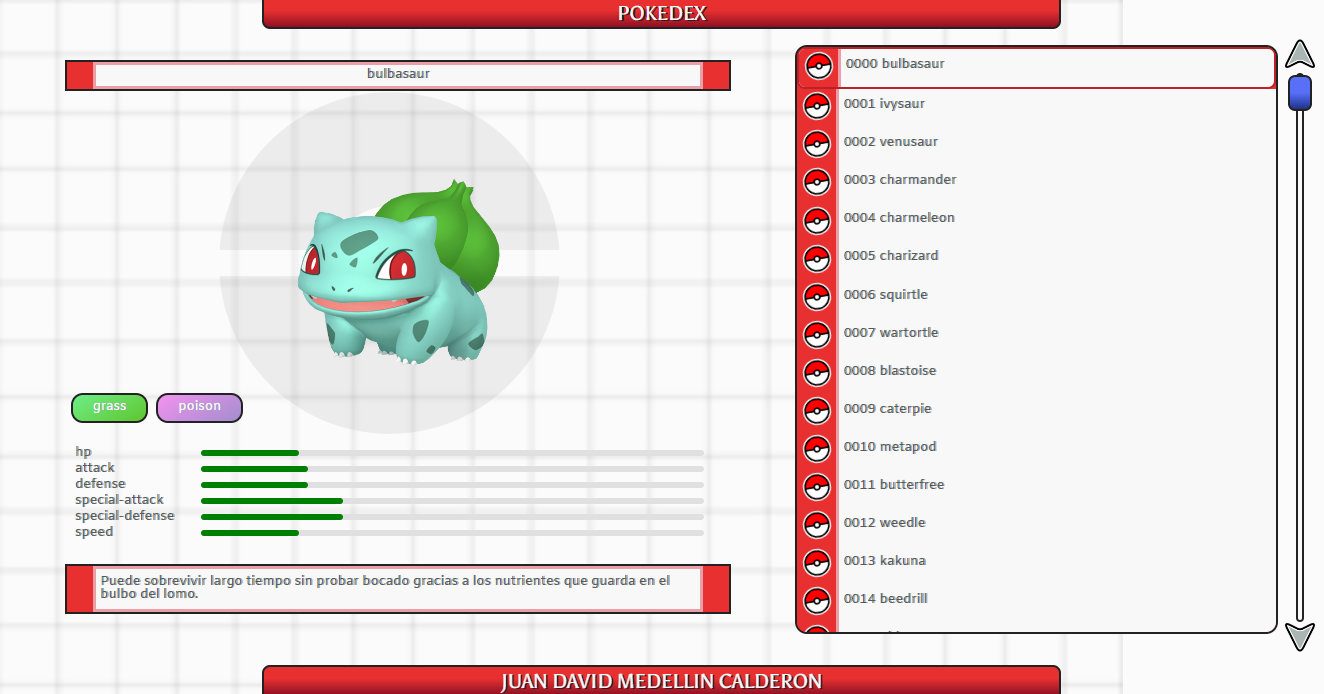 POKEDEX
bulbasaur
grass
poison
hp
attack
defense
special-attack
special-defense
speed
Puede sobrevivir largo tiempo sin probar bocado gracias a los nutrientes que guarda en el
bulbo del lomo.
0000 bulbasaur
0001 ivysaur
0002 venusaur
0003 charmander
0004 charmeleon
0005 charizard
0006 squirtle
0007 wartortle
0008 blastoise
0009 caterpie
0010 metapod
0011 butterfree
0012 weedle
0013 kakuna
0014 beedrill
JUAN DAVID MEDELLIN CALDERON